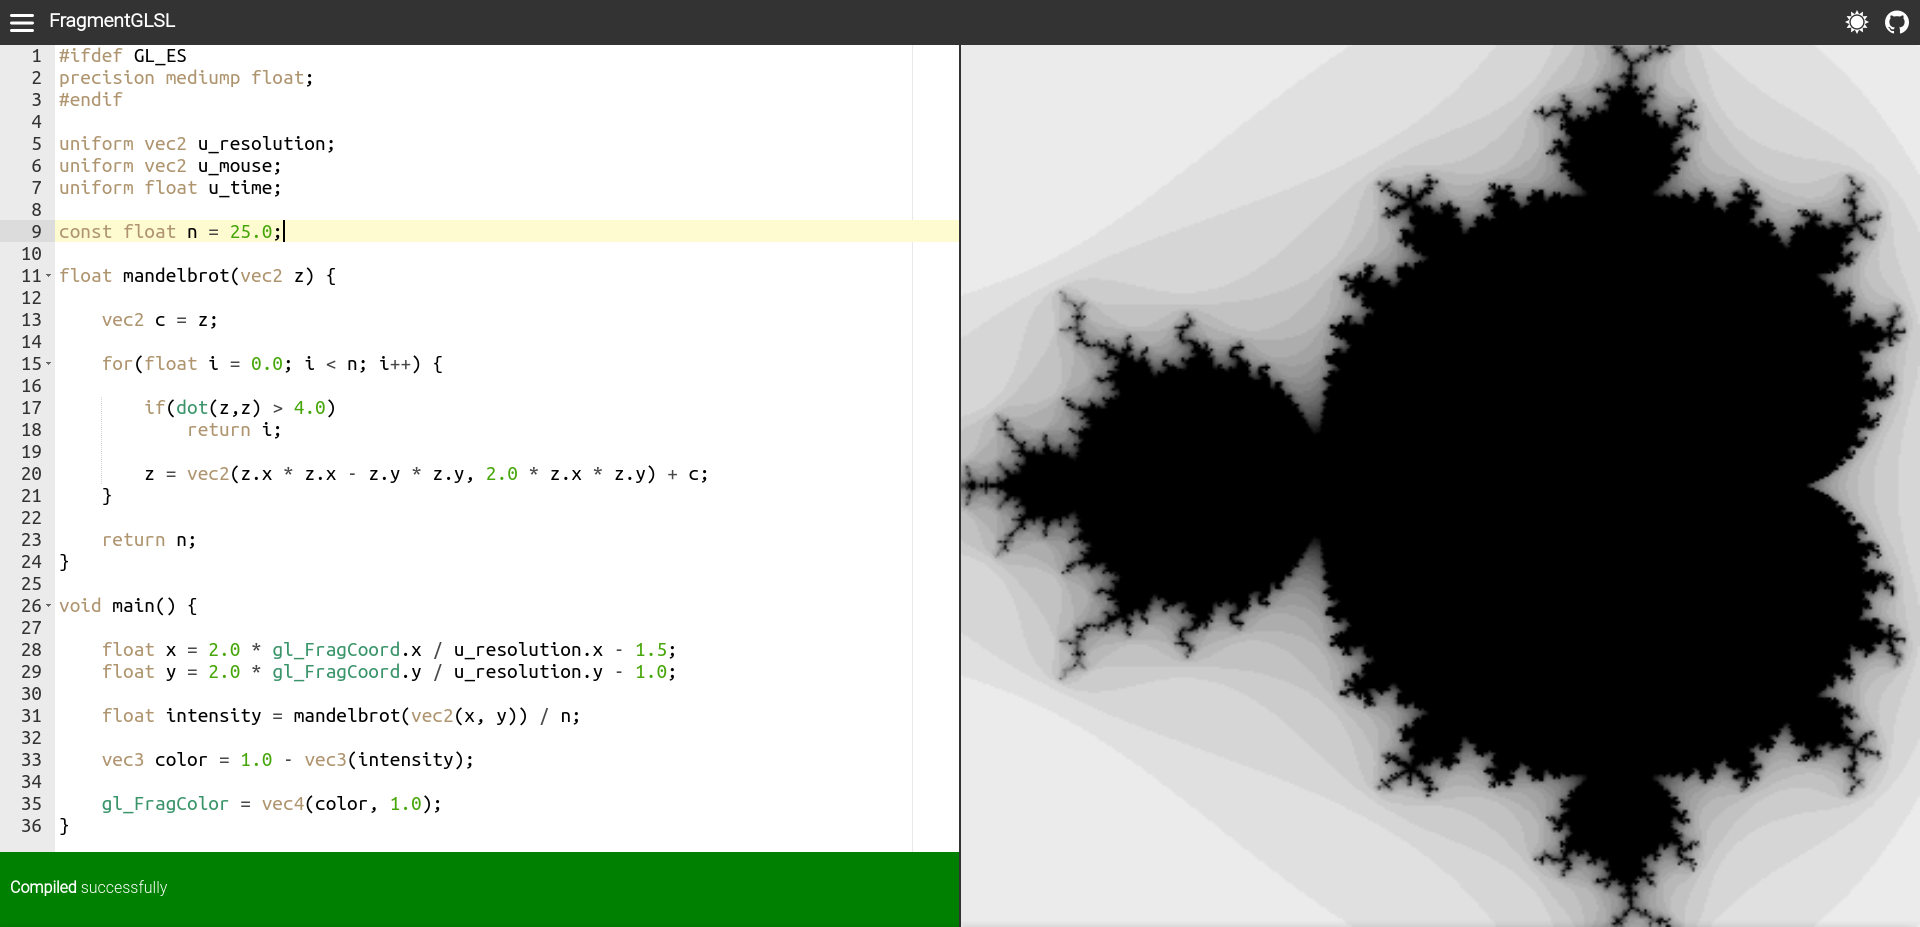 FragmentGLSL
1 #ifdef GL_ES
2 precision mediump float;
3 #endif
4
5 uniform vec2 u_resolution;
6 uniform vec2 u_mouse;
7 uniform float u_time;
8
9 const float n = 25.0;
10
11 float mandelbrot(vec2 z) {
12
13     vec2 c = z;
14
15     for(float i = 0.0; i < n; i++) {
16
17         if(dot(z,z) > 4.0)
18             return i;
19
20         z = vec2(z.x * z.x - z.y * z.y, 2.0 * z.x * z.y) + c;
21     }
22
23     return n;
24 }
25
26 void main() {
27
28     float x = 2.0 * gl_FragCoord.x / u_resolution.x - 1.5;
29     float y = 2.0 * gl_FragCoord.y / u_resolution.y - 1.0;
30
31     float intensity = mandelbrot(vec2(x, y)) / n;
32
33     vec3 color = 1.0 - vec3(intensity);
34
35     gl_FragColor = vec4(color, 1.0);
36 }
Compiled successfully